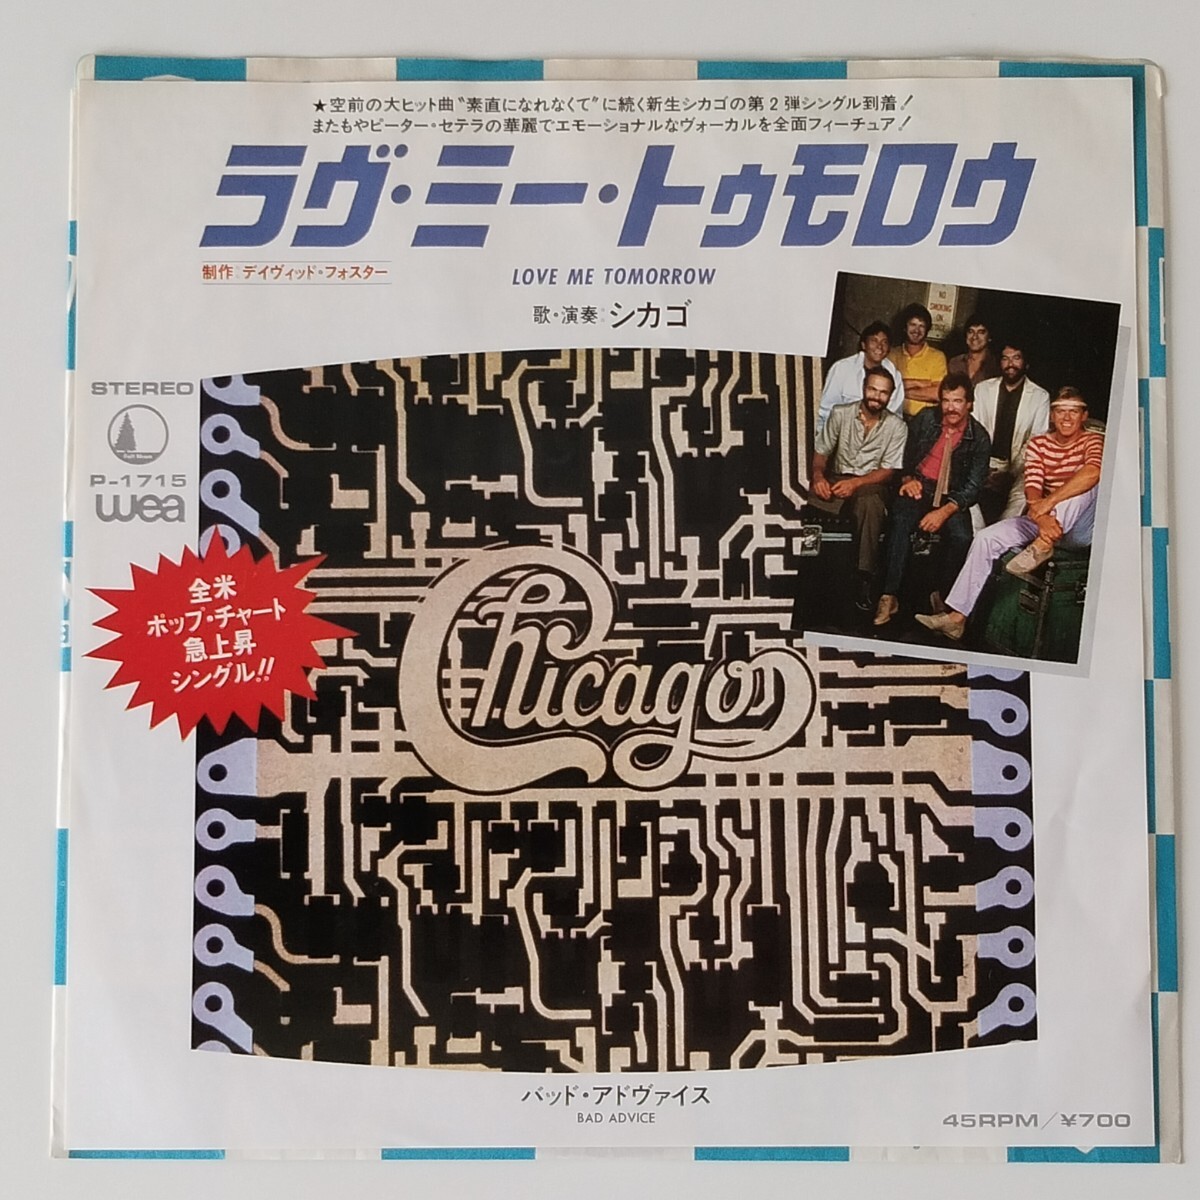 ★空前の大ヒット曲“素直になれなくて”に続く新生シカゴの第2弾シングル到着！
またもやピーター・セテラの華麗でエモーショナルなヴォーカルを全面フィーチュア！
ラヴ・ミー・トゥモロウ
制作：デイヴィッド・フォスター
LOVE ME TOMORROW
歌・演奏：シカゴ
NO
SMOKING
STEREO
Full Moon
P-1715
wea
全米
ポップ・チャート
急上昇
シングル!!
Chicago
バッド・アドヴァイス
BAD ADVICE
45RPM／¥700